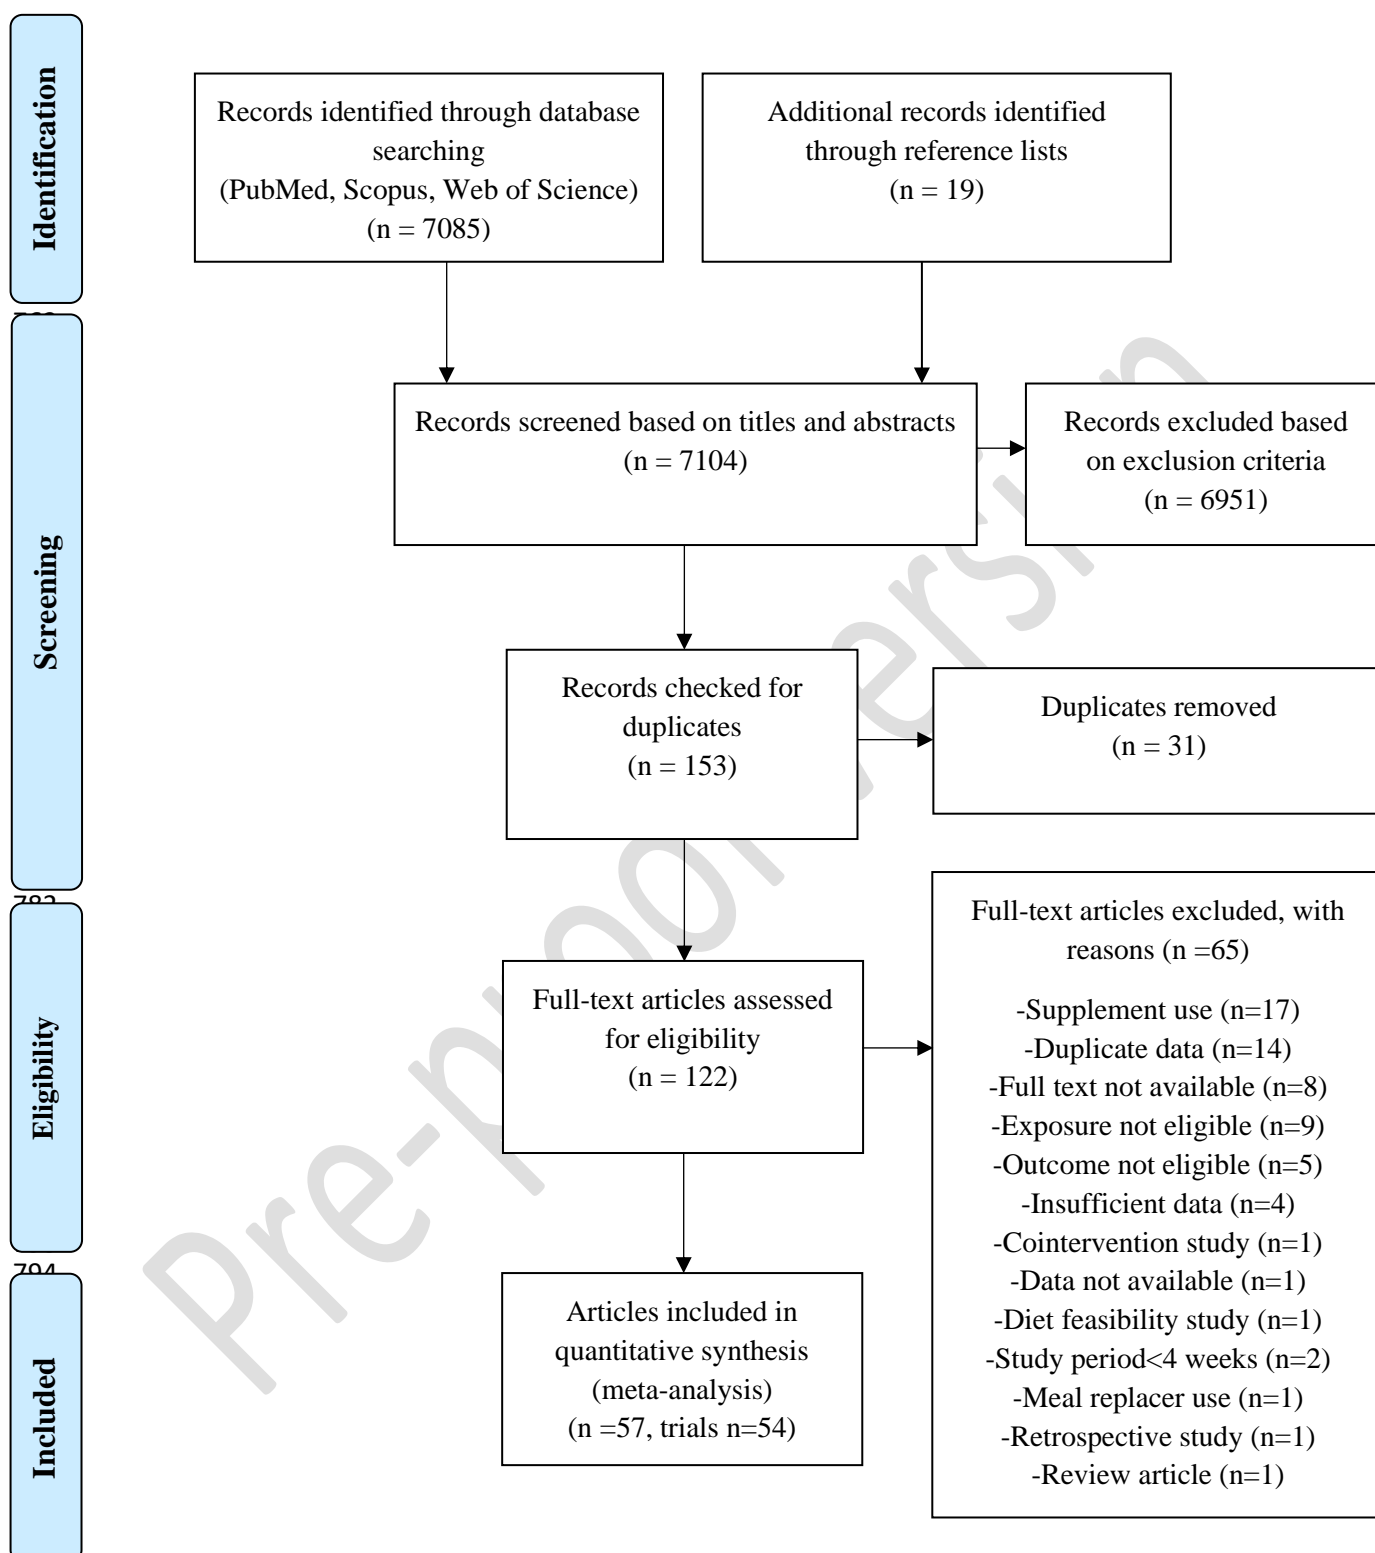 Identification
Records identified through database
searching
(PubMed, Scopus, Web of Science)
(n = 7085)
Additional records identified
through reference lists
(n = 19)
Screening
Records screened based on titles and abstracts
(n = 7104)
Records excluded based
on exclusion criteria
(n = 6951)
Records checked for
duplicates
(n = 153)
Duplicates removed
(n = 31)
Eligibility
Full-text articles assessed
for eligibility
(n = 122)
Full-text articles excluded, with
reasons (n =65)
-Supplement use (n=17)
-Duplicate data (n=14)
-Full text not available (n=8)
-Exposure not eligible (n=9)
-Outcome not eligible (n=5)
-Insufficient data (n=4)
-Cointervention study (n=1)
-Data not available (n=1)
-Diet feasibility study (n=1)
-Study period<4 weeks (n=2)
-Meal replacer use (n=1)
-Retrospective study (n=1)
-Review article (n=1)
794
Included
Articles included in
quantitative synthesis
(meta-analysis)
(n =57, trials n=54)